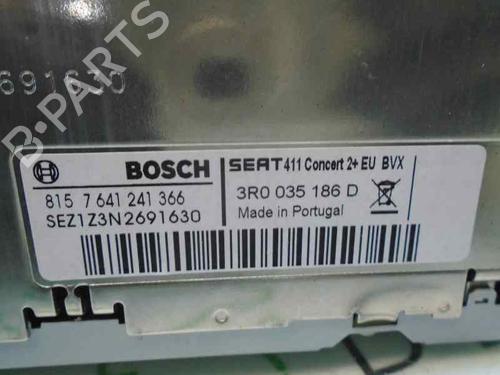 691630
B-PARTS
BOSCH
SEAT 411 Concert 2+ EU BVX
815 7 641 241 366
3R0 035 186 D
SEZ1Z3N2691630
Made in Portugal